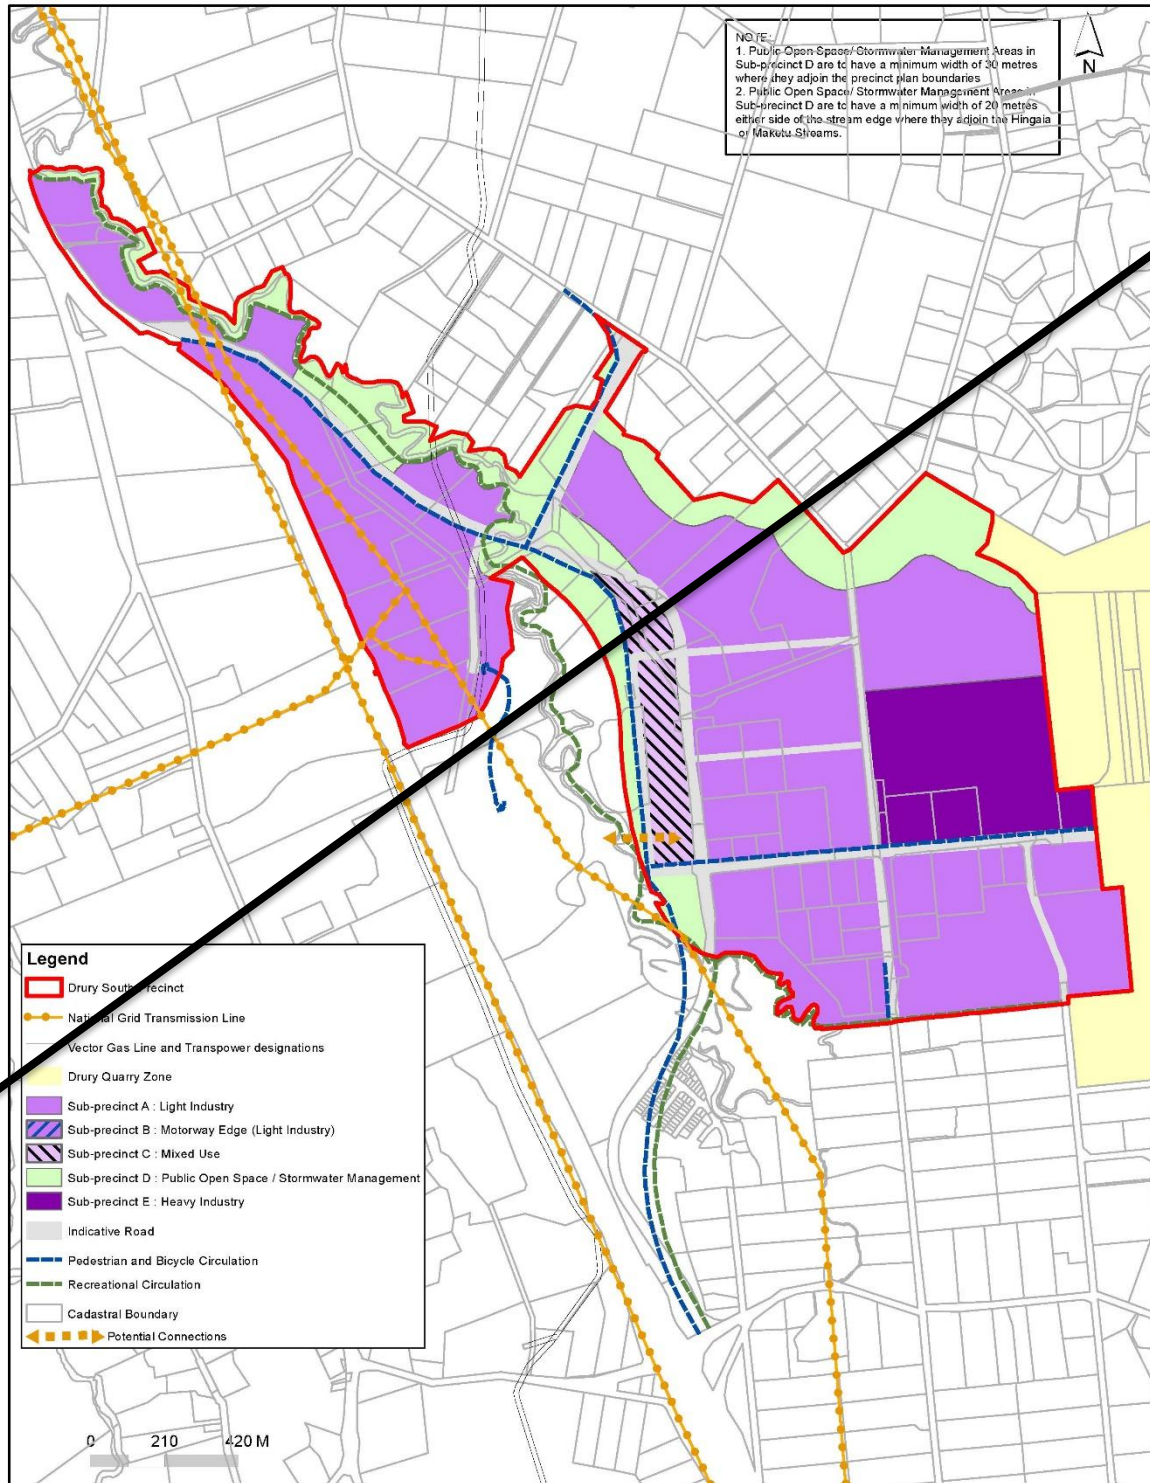 NOTE:
1. Public Open Space/ Stormwater Management Areas in
Sub-precinct D are to have a minimum width of 30 metres
where they adjoin the precinct plan boundaries
2. Public Open Space/ Stormwater Management Areas in
Sub-precinct D are to have a minimum width of 20 metres
either side of the stream edge where they adjoin the Hingaia
or Maketu Streams.
N
Legend
Drury South Precinct
National Grid Transmission Line
Vector Gas Line and Transpower designations
Drury Quarry Zone
Sub-precinct A : Light Industry
Sub-precinct B : Motorway Edge (Light Industry)
Sub-precinct C : Mixed Use
Sub-precinct D : Public Open Space / Stormwater Management
Sub-precinct E : Heavy Industry
Indicative Road
Pedestrian and Bicycle Circulation
Recreational Circulation
Cadastral Boundary
Potential Connections
0 210 420 M